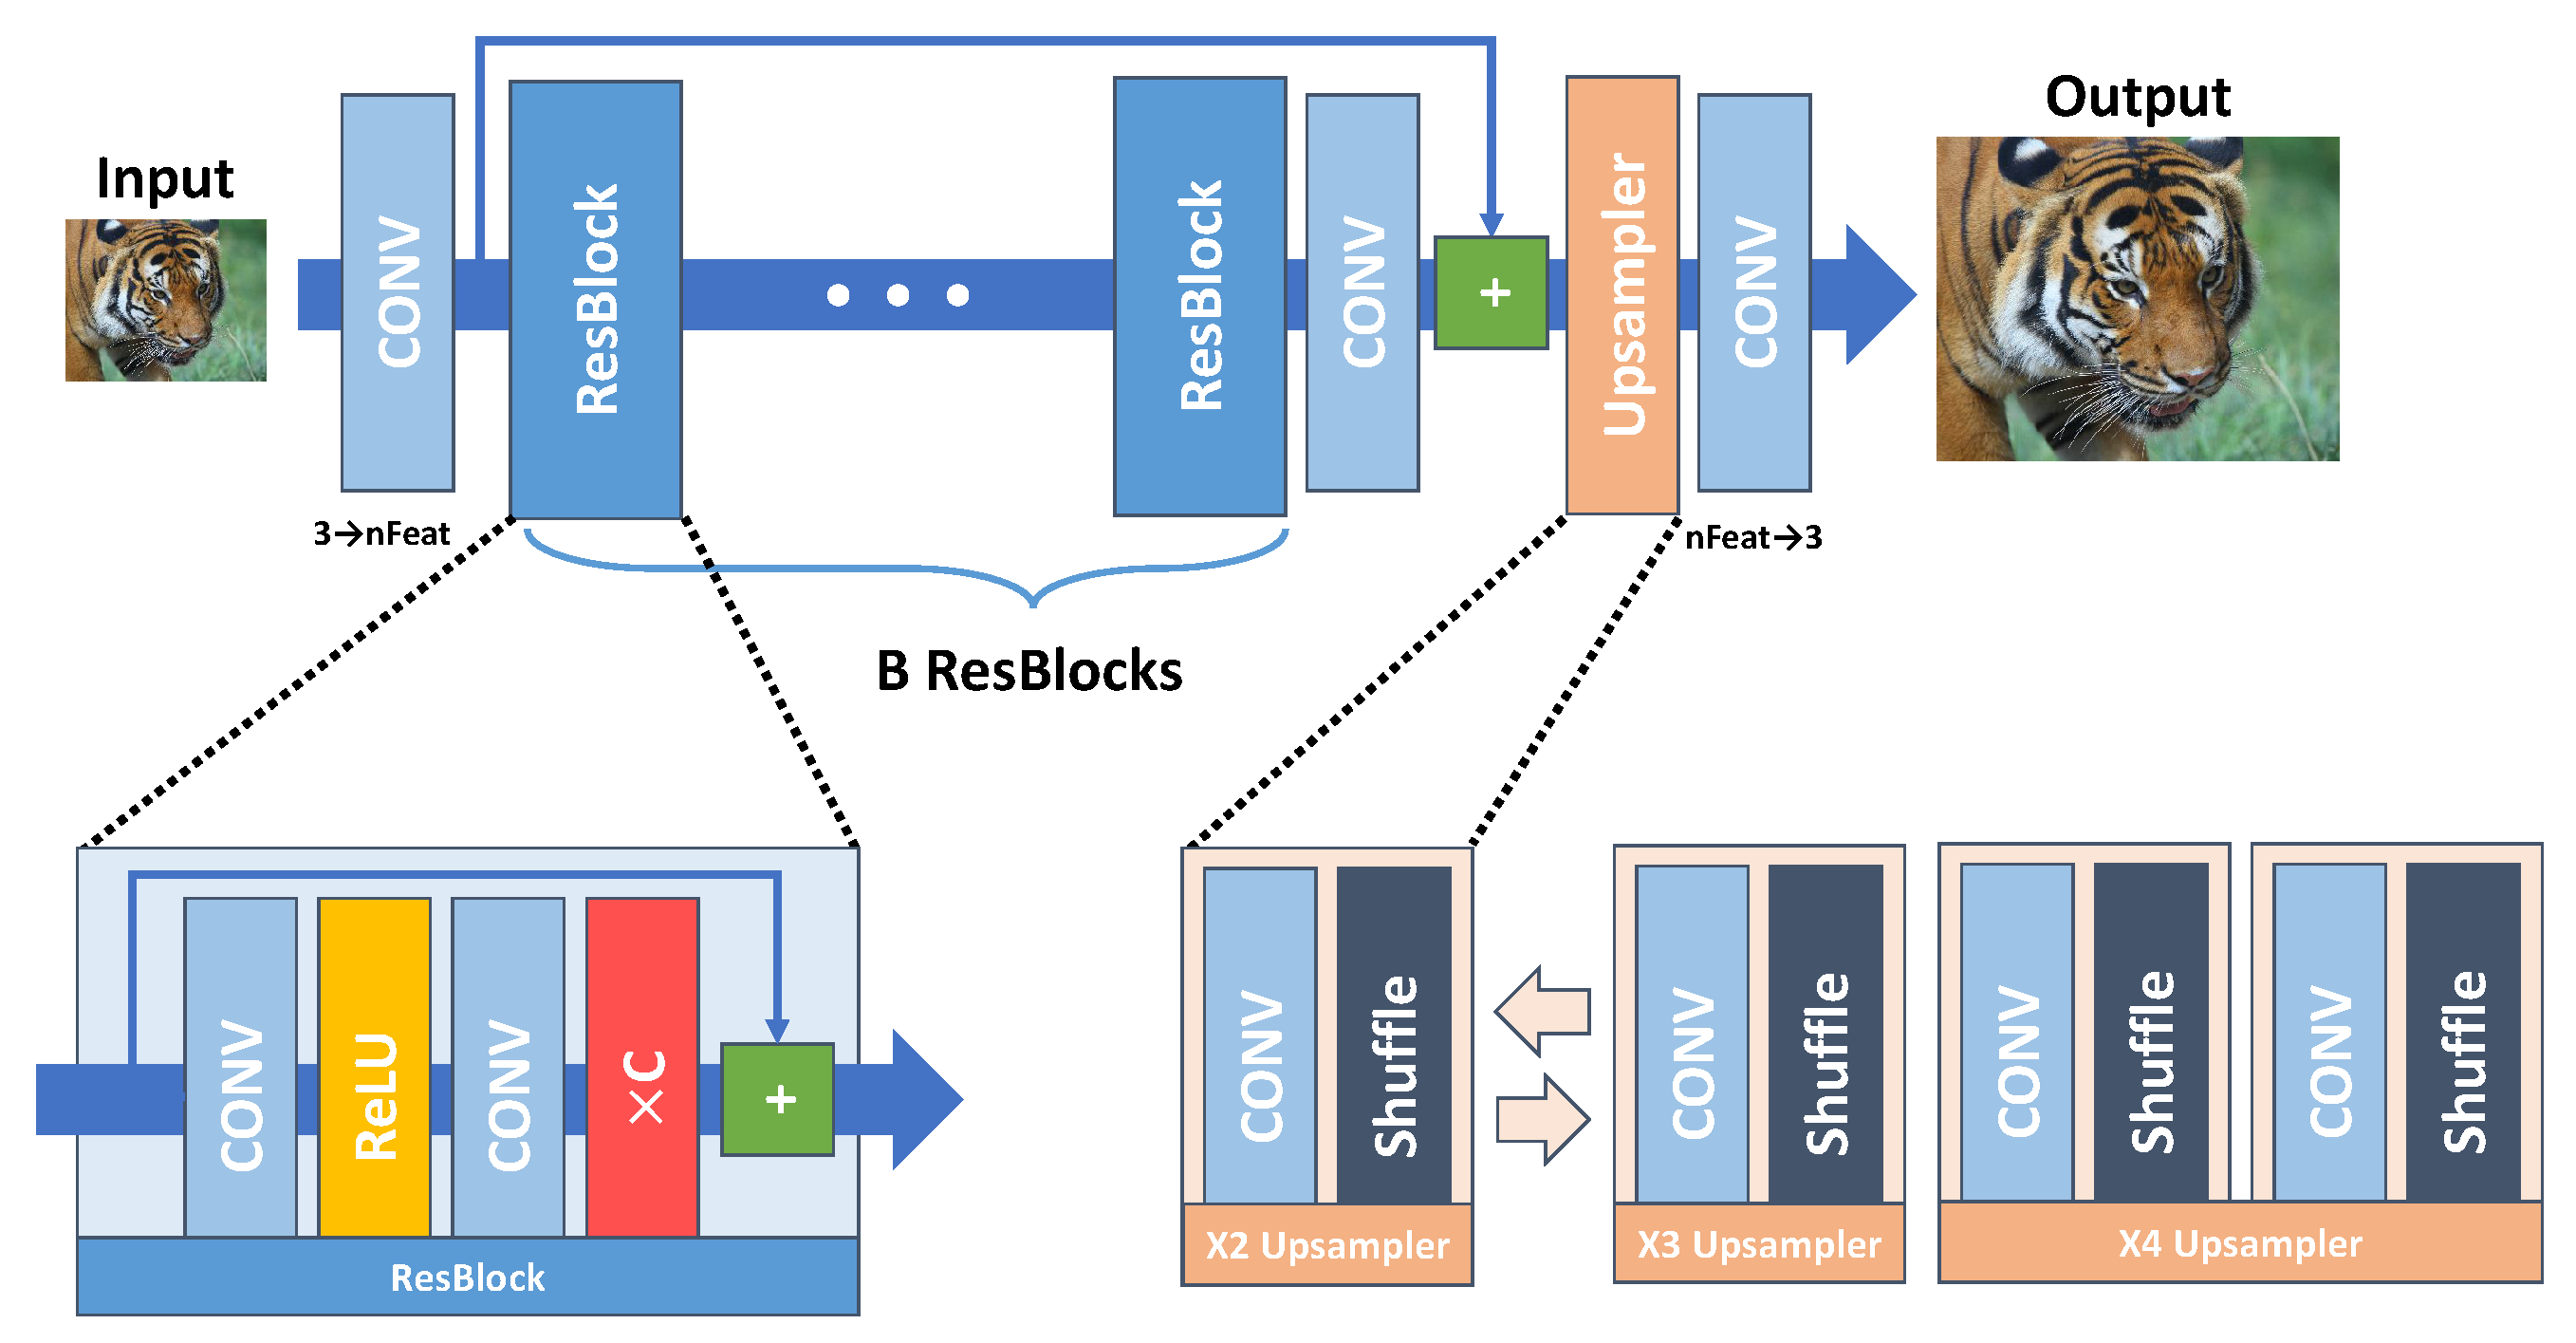 Input
CONV
3→nFeat
ResBlock
ResBlock
CONV
+
Upsampler
CONV
nFeat→3
Output
B ResBlocks
CONV
ReLU
CONV
×C
+
ResBlock
CONV
Shuffle
X2 Upsampler
CONV
Shuffle
X3 Upsampler
CONV
Shuffle
CONV
Shuffle
X4 Upsampler